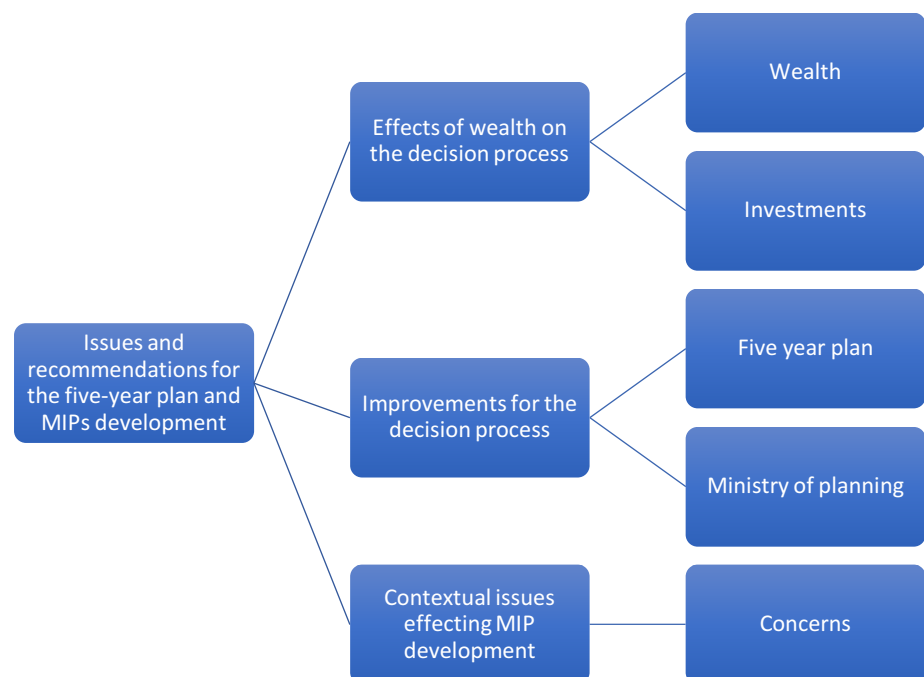 Issues and
recommendations for
the five-year plan and
MIPs development
Effects of wealth on
the decision process
Wealth
Investments
Improvements for the
decision process
Five year plan
Ministry of planning
Contextual issues
effecting MIP
development
Concerns